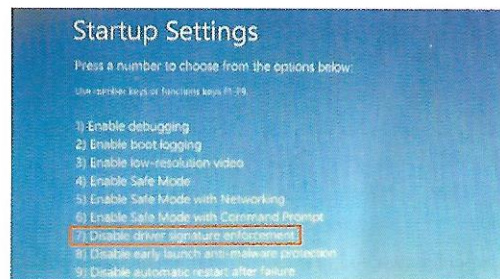 Startup Settings
Press a number to choose from the options below:
Use number keys or functions keys F1-F9.
1) Enable debugging
2) Enable boot logging
3) Enable low-resolution video
4) Enable Safe Mode
5) Enable Safe Mode with Networking
6) Enable Safe Mode with Command Prompt
7) Disable driver signature enforcement
8) Disable early launch anti-malware protection
9) Disable automatic restart after failure